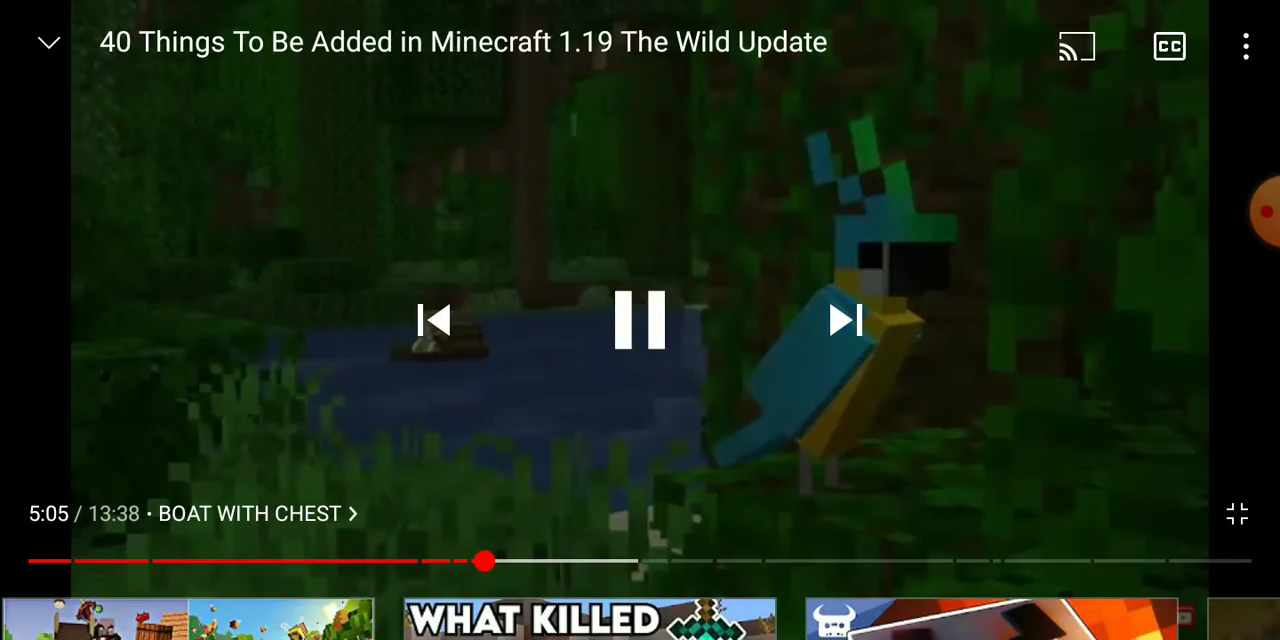 40 Things To Be Added in Minecraft 1.19 The Wild Update
CC
5:05 / 13:38 • BOAT WITH CHEST >
WHAT KILLED